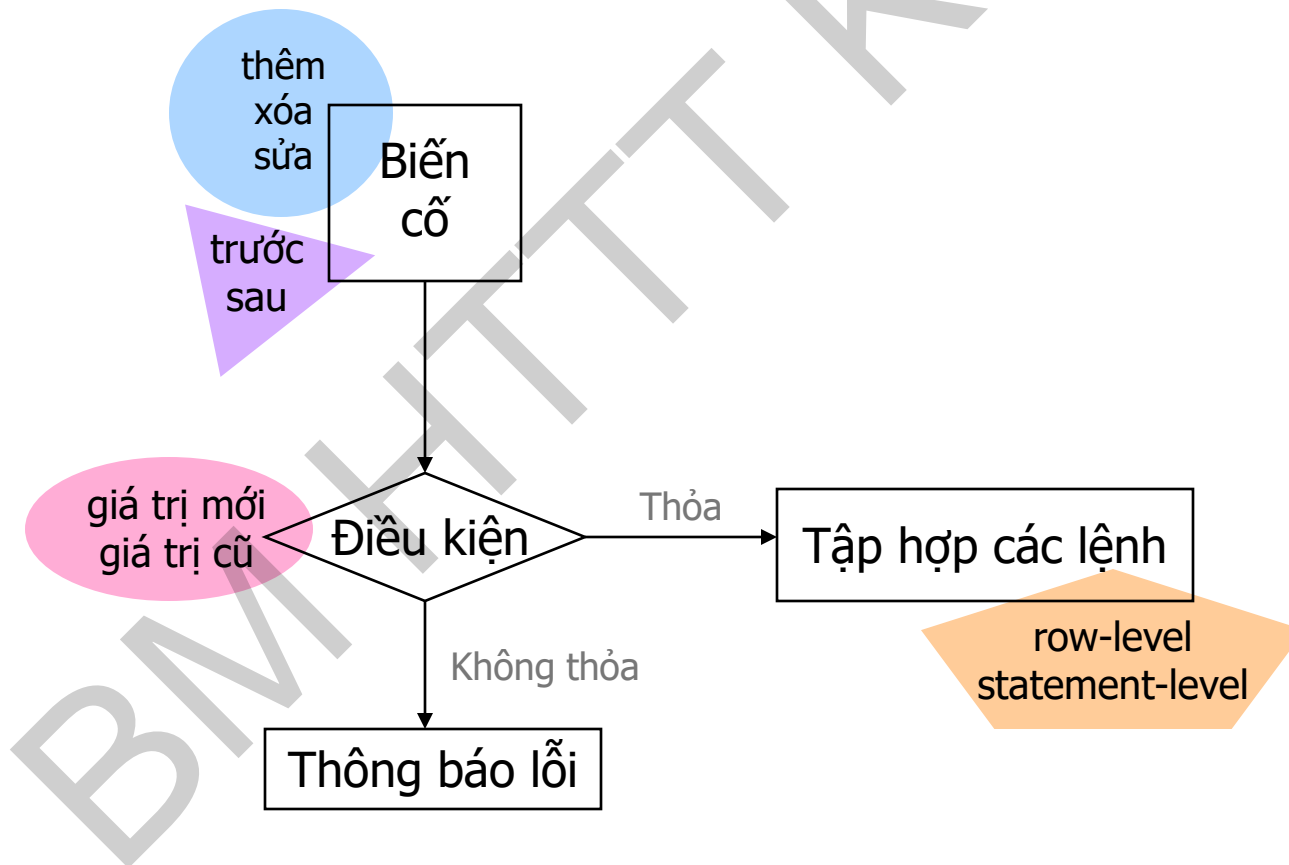 thêm
xóa
sửa
Biến
cố
trước
sau
giá trị mới
giá trị cũ
Điều kiện
Thỏa
Tập hợp các lệnh
row-level
statement-level
Không thỏa
Thông báo lỗi
BM HTTT K